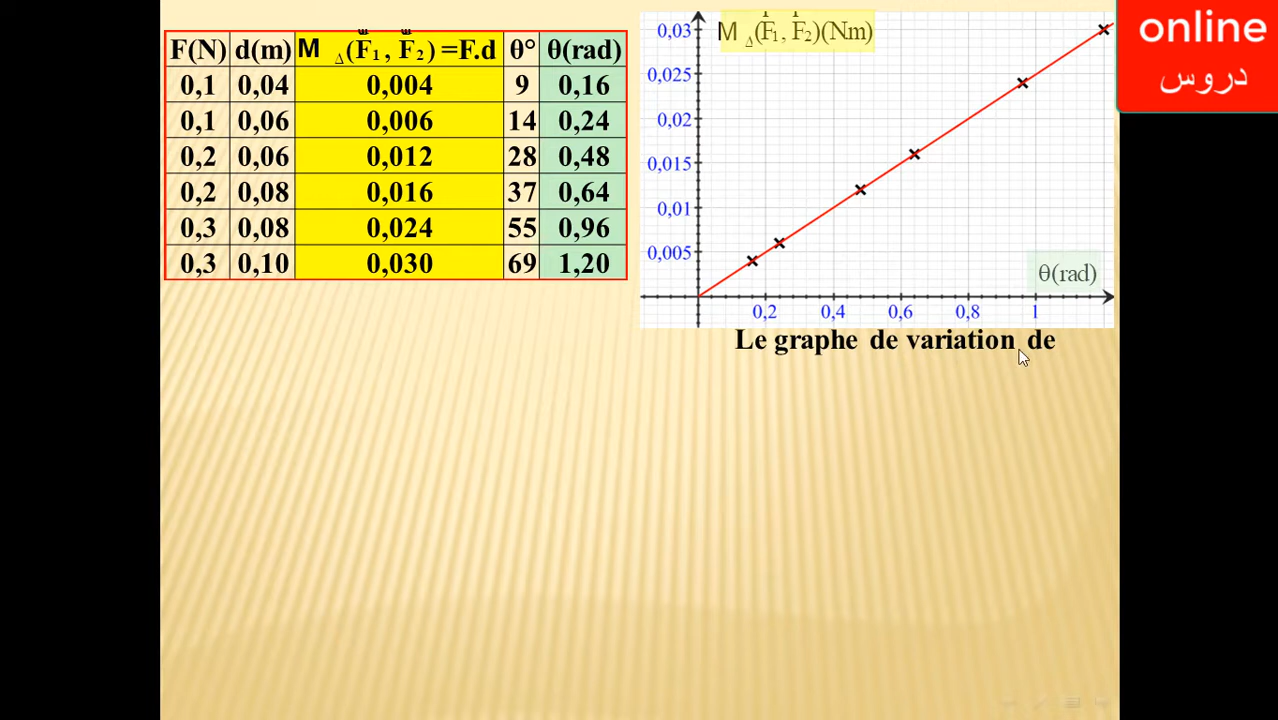 F(N) d(m) M Δ(F₁ , F₂) =F.d θ° θ(rad)
0,1 0,04 0,004 9 0,16
0,1 0,06 0,006 14 0,24
0,2 0,06 0,012 28 0,48
0,2 0,08 0,016 37 0,64
0,3 0,08 0,024 55 0,96
0,3 0,10 0,030 69 1,20
M Δ(F₁, F₂)(Nm)
0,03
0,025
0,02
0,015
0,01
0,005
θ(rad)
0,2 0,4 0,6 0,8 1
Le graphe de variation de
online
دروس